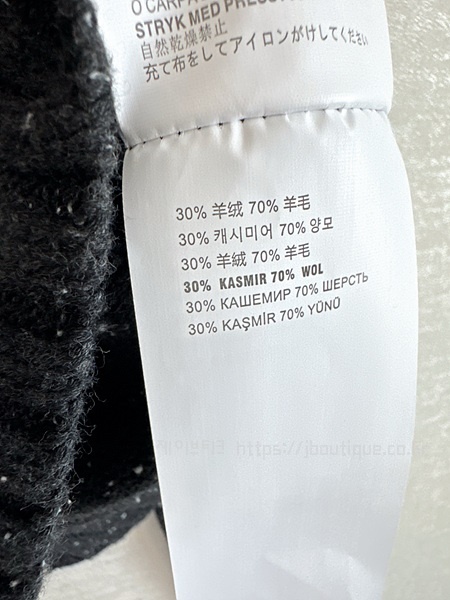 STRYK MED PRESS
自然乾燥禁止
充て布をしてアイロンがけしてください
30% 羊绒 70% 羊毛
30% 캐시미어 70% 양모
30% 羊绒 70% 羊毛
30% KASMIR 70% WOL
30% КАШЕМИР 70% ШЕРСТЬ
30% KAŞMİR 70% YÜNÜ
https://jboutique.co.